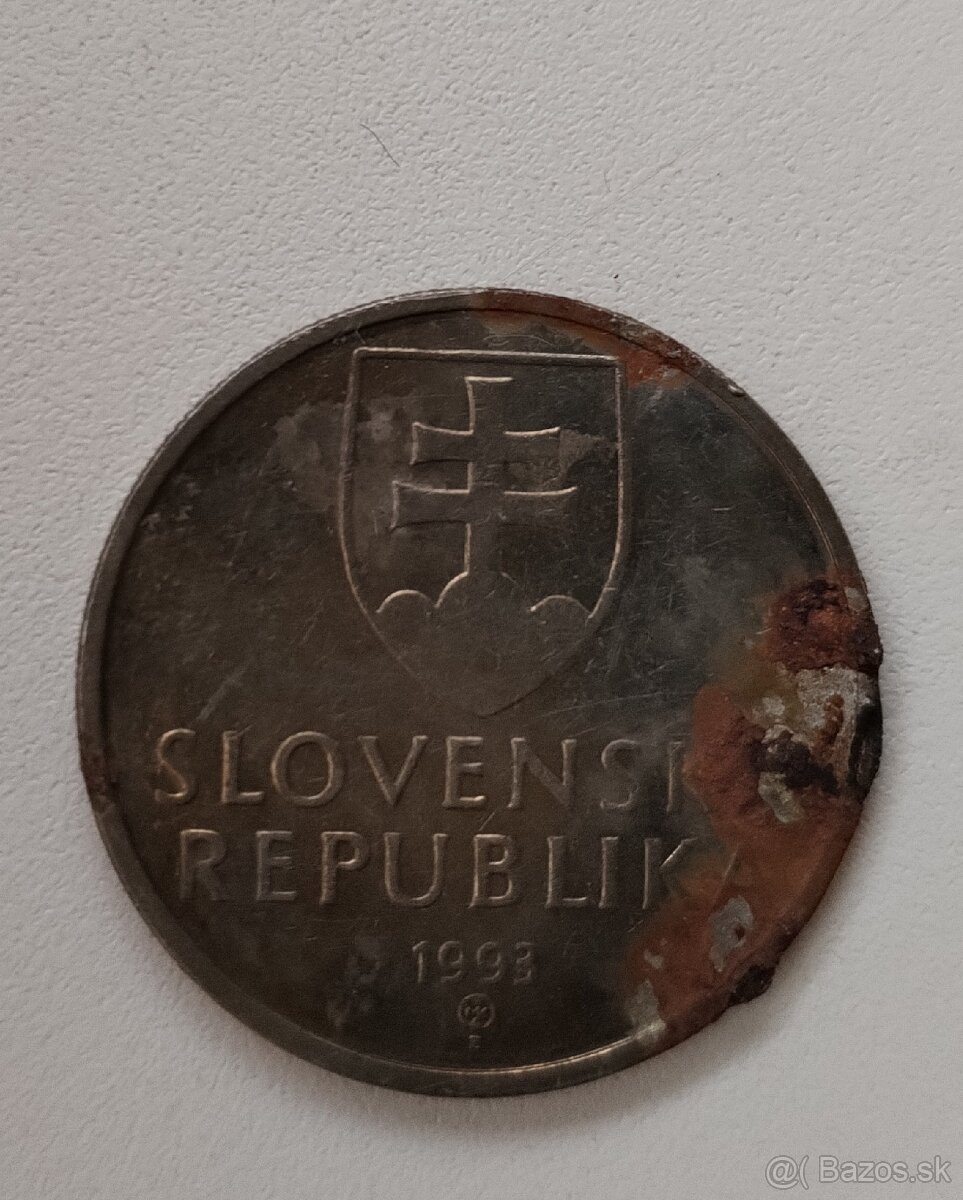 SLOVENSK
REPUBLIK
1993
@( Bazos.sk